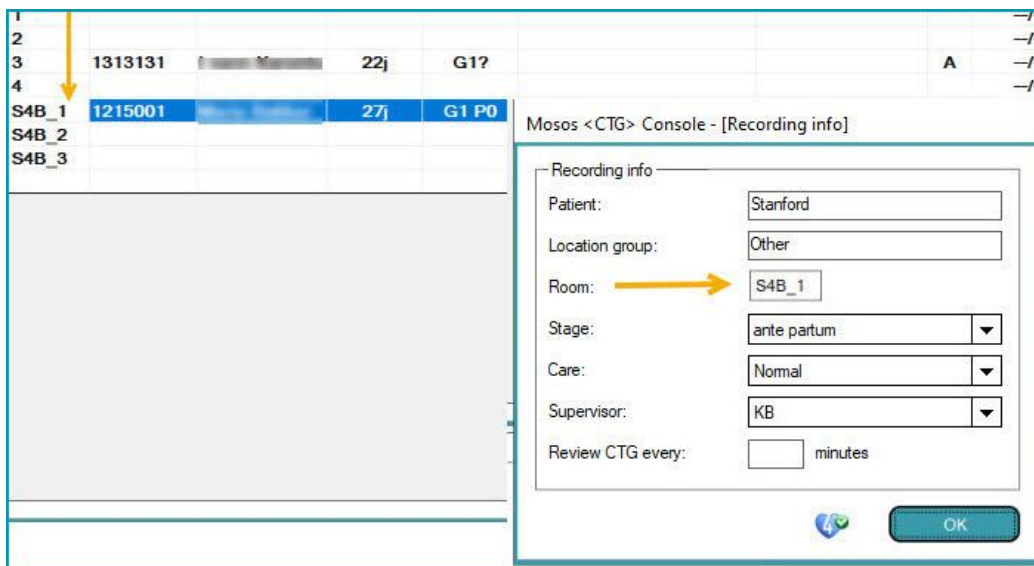 1
2
3 1313131 22j G1? A
4
S4B_1 1215001 27j G1 P0
S4B_2
S4B_3
Mosos <CTG> Console - [Recording info]
Recording info
Patient: Stanford
Location group: Other
Room: S4B_1
Stage: ante partum
Care: Normal
Supervisor: KB
Review CTG every: minutes
4
OK